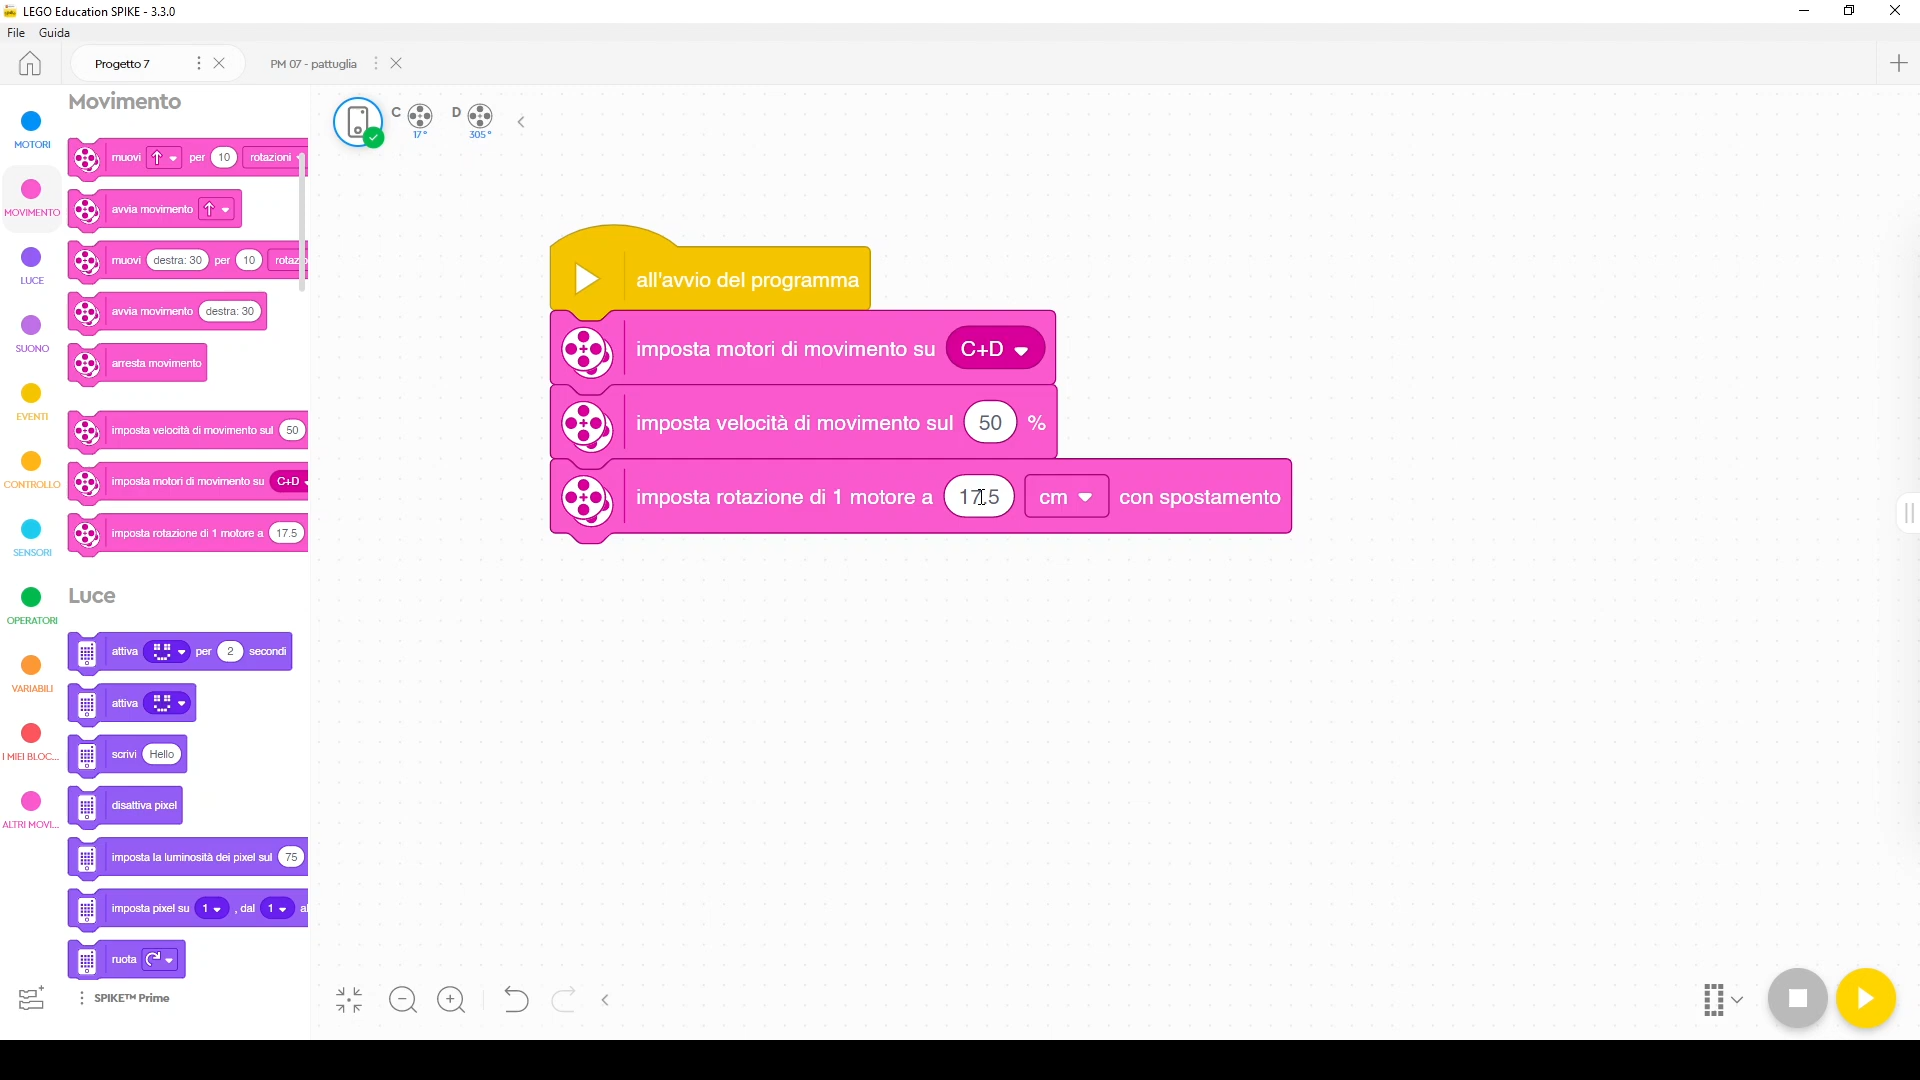 LEGO Education SPIKE - 3.3.0
File Guida
Progetto 7
PM 07 - pattuglia
MOTORI
MOVIMENTO
LUCE
SUONO
EVENTI
CONTROLLO
SENSORI
OPERATORI
VARIABILI
I MIEI BLOC...
ALTRI MOVI...
Movimento
muovi per 10 rotazioni
avvia movimento
muovi destra: 30 per 10
avvia movimento destra: 30
arresta movimento
imposta velocità di movimento sul 50
imposta motori di movimento su C+D
imposta rotazione di 1 motore a 17.5
Luce
attiva per 2 secondi
attiva
scrivi Hello
disattiva pixel
imposta la luminosità dei pixel sul 75
imposta pixel su 1 , dal 1 al
ruota
SPIKE™ Prime
C 17°
D 305°
all'avvio del programma
imposta motori di movimento su C+D
imposta velocità di movimento sul 50 %
imposta rotazione di 1 motore a 17.5 cm con spostamento